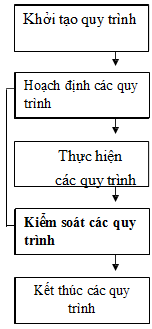 Khởi tạo quy trình
Hoạch định các quy
trình
Thực hiện
các quy trình
Kiểm soát các quy
trình
Kết thúc các quy
trình